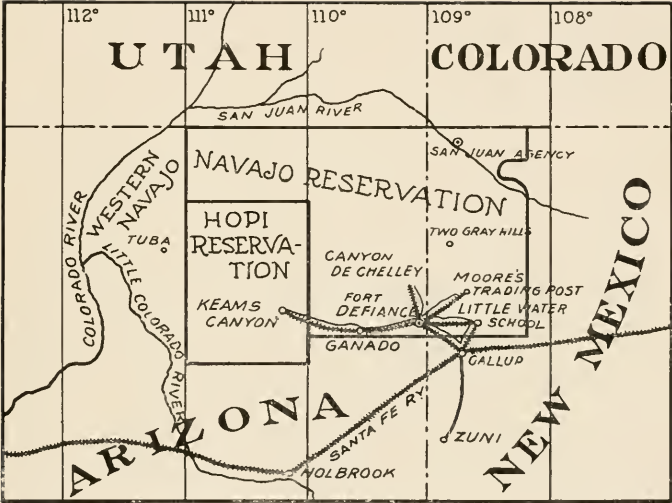 112°
111°
110°
109°
108°
UTAH
COLORADO
SAN JUAN RIVER
SAN JUAN AGENCY
NAVAJO RESERVATION
WESTERN
NAVAJO
TUBA
COLORADO RIVER
LITTLE COLORADO RIVER
HOPI
RESERVA-
TION
TWO GRAY HILLS
CANYON
DE CHELLEY
MOORE'S
TRADING POST
KEAMS
CANYON
FORT
DEFIANCE
LITTLE WATER
SCHOOL
GANADO
GALLUP
NEW MEXICO
ARIZONA
SANTA FE RY.
ZUNI
HOLBROOK